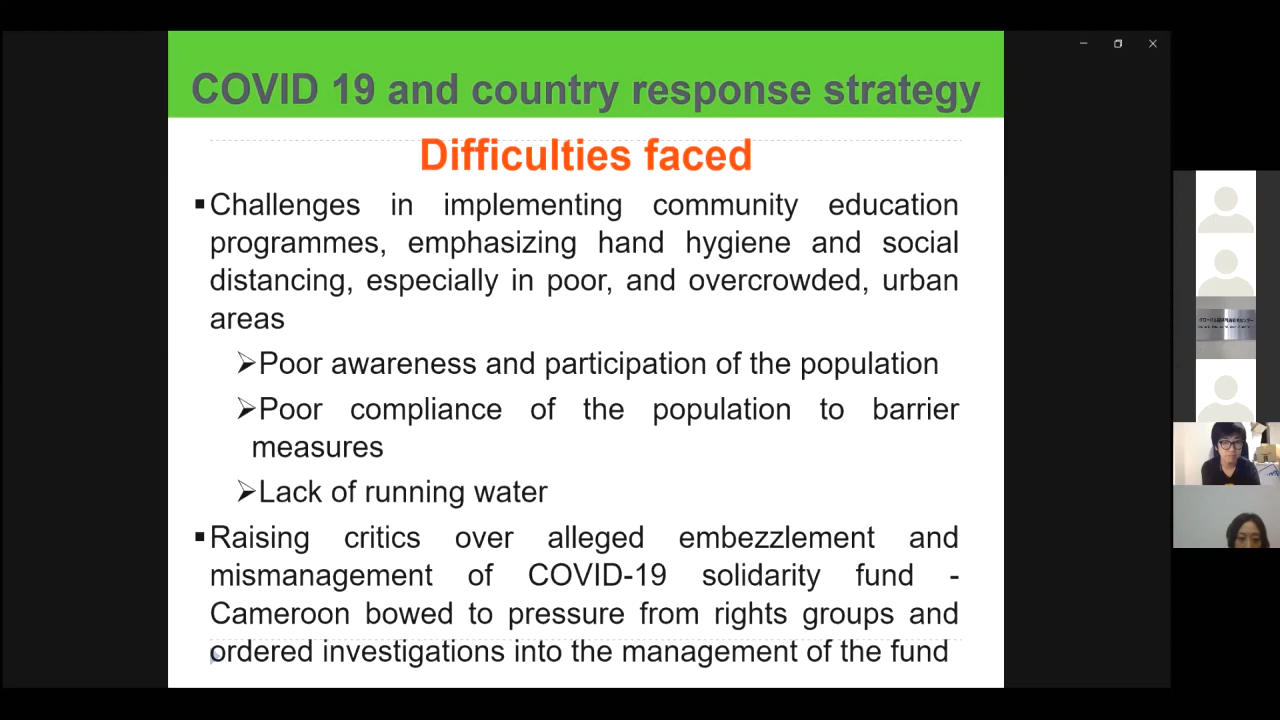 COVID 19 and country response strategy
Difficulties faced
▪Challenges in implementing community education
programmes, emphasizing hand hygiene and social
distancing, especially in poor, and overcrowded, urban
areas
➢Poor awareness and participation of the population
➢Poor compliance of the population to barrier
measures
➢Lack of running water
▪Raising critics over alleged embezzlement and
mismanagement of COVID-19 solidarity fund -
Cameroon bowed to pressure from rights groups and
ordered investigations into the management of the fund